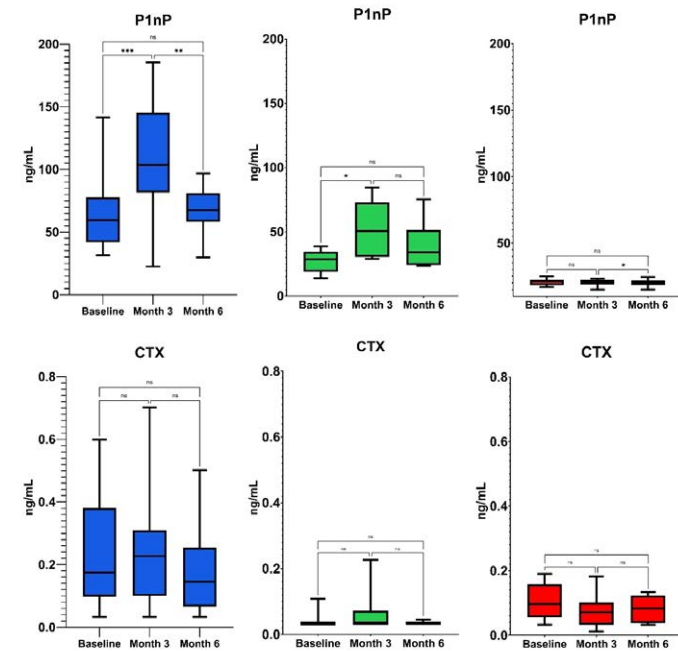 P1nP
200
150
100
50
0
ng/mL
ns
***
**
Baseline
Month 3
Month 6
P1nP
200
150
100
50
0
ng/mL
ns
*
ns
Baseline
Month 3
Month 6
P1nP
200
150
100
50
ng/mL
ns
ns
*
Baseline
Month 3
Month 6
CTX
0.8
0.6
0.4
0.2
0.0
ng/mL
ns
ns
ns
Baseline
Month 3
Month 6
CTX
0.8
0.6
0.4
0.2
0.0
ng/mL
ns
ns
ns
Baseline
Month 3
Month 6
CTX
0.8
0.6
0.4
0.2
0.0
ng/mL
ns
ns
ns
Baseline
Month 3
Month 6